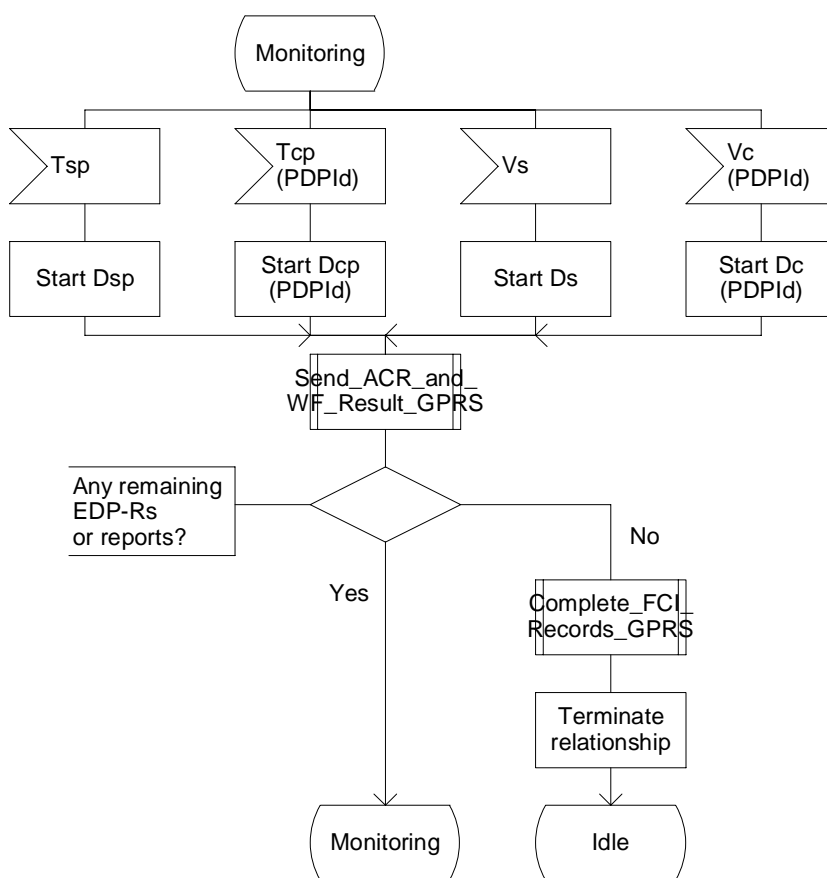 Monitoring
Tsp
Tcp
(PDPId)
Vs
Vc
(PDPId)
Start Dsp
Start Dcp
(PDPId)
Start Ds
Start Dc
(PDPId)
Send_ACR_and_
WF_Result_GPRS
Any remaining
EDP-Rs
or reports?
No
Yes
Complete_FCI_
Records_GPRS
Terminate
relationship
Monitoring
Idle